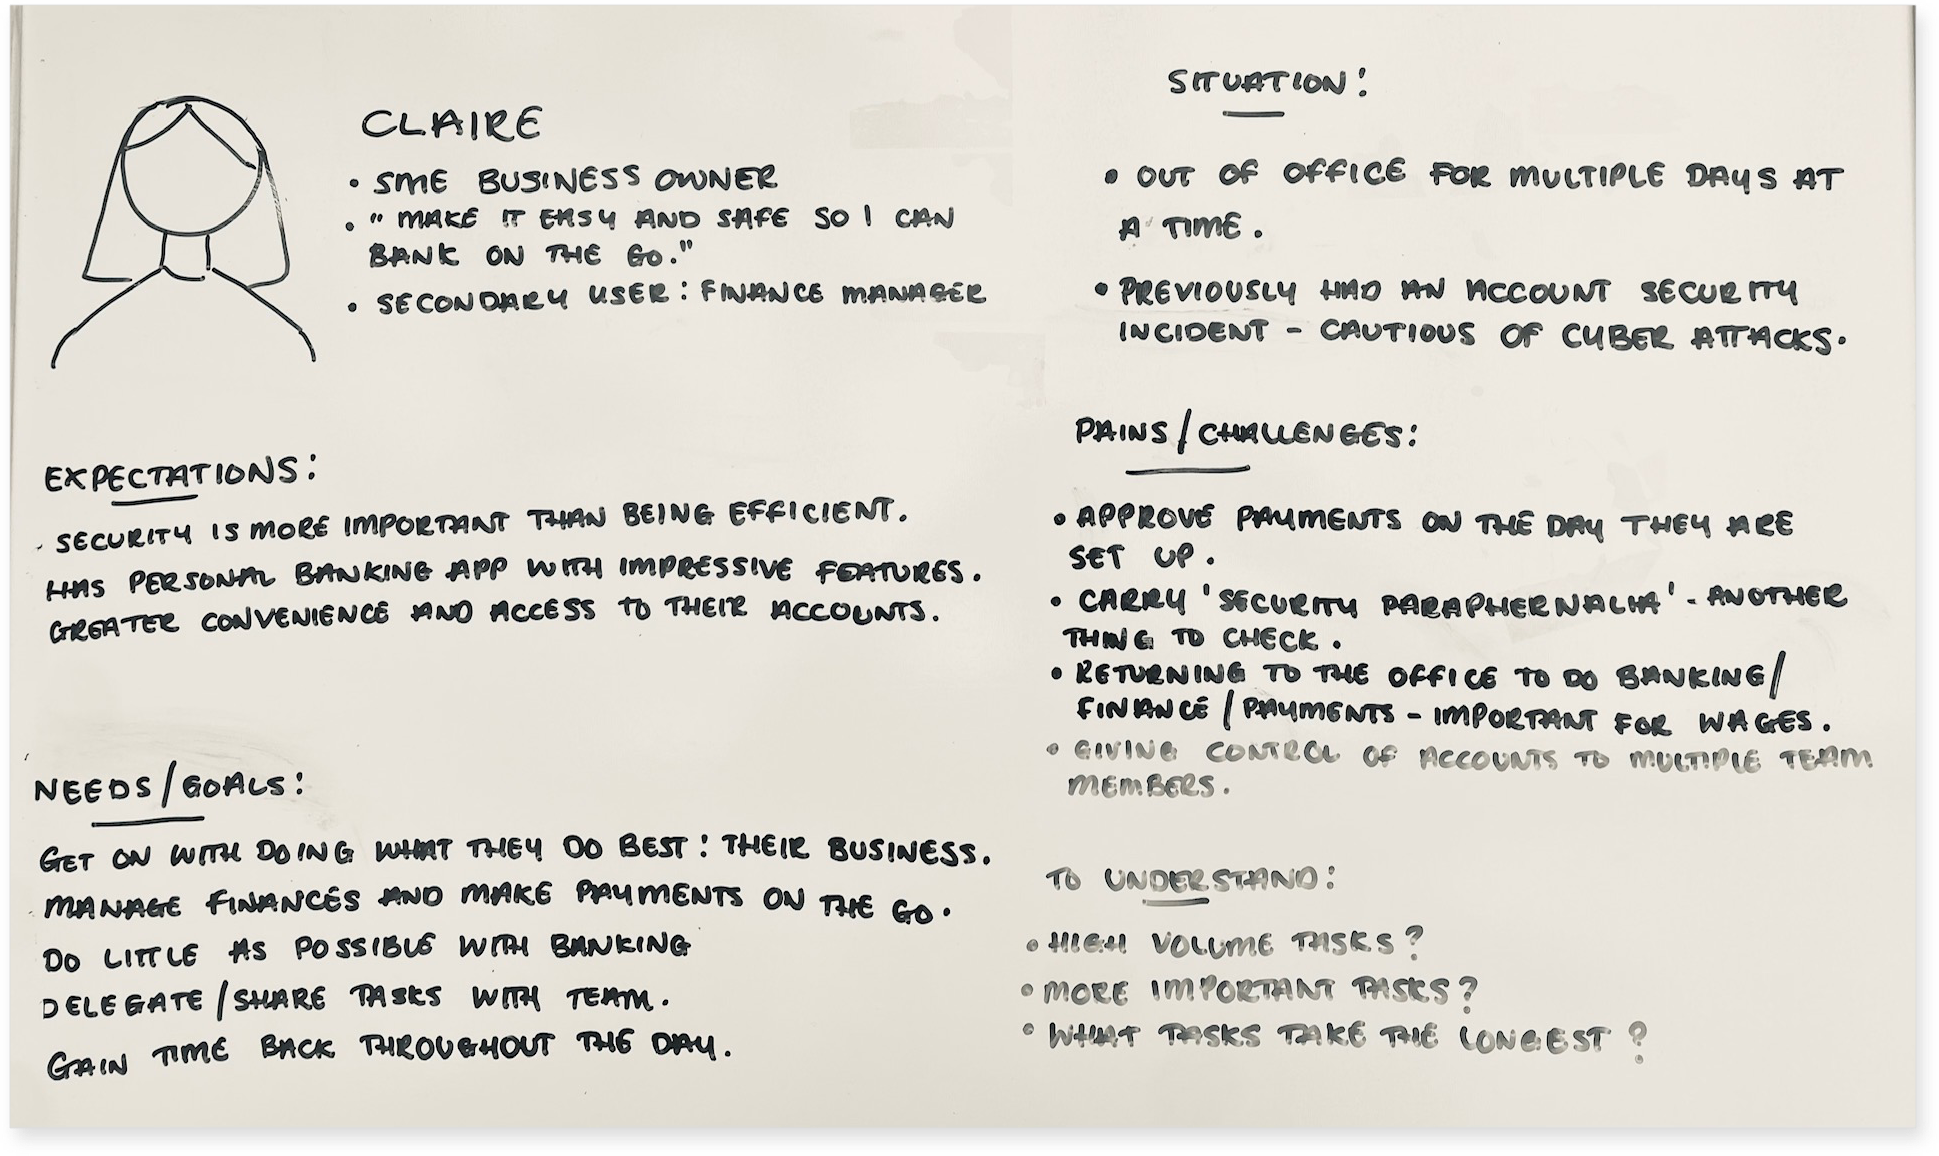 CLAIRE
• SME BUSINESS OWNER
• "MAKE IT EASY AND SAFE SO I CAN
BANK ON THE GO."
• SECONDARY USER: FINANCE MANAGER
EXPECTATIONS:
SECURITY IS MORE IMPORTANT THAN BEING EFFICIENT.
HAS PERSONAL BANKING APP WITH IMPRESSIVE FEATURES.
GREATER CONVENIENCE AND ACCESS TO THEIR ACCOUNTS.
NEEDS/GOALS:
GET ON WITH DOING WHAT THEY DO BEST: THEIR BUSINESS.
MANAGE FINANCES AND MAKE PAYMENTS ON THE GO.
DO LITTLE AS POSSIBLE WITH BANKING
DELEGATE/SHARE TASKS WITH TEAM.
GAIN TIME BACK THROUGHOUT THE DAY.
SITUATION:
• OUT OF OFFICE FOR MULTIPLE DAYS AT
A TIME.
• PREVIOUSLY HAD AN ACCOUNT SECURITY
INCIDENT - CAUTIOUS OF CYBER ATTACKS.
PAINS/CHALLENGES:
• APPROVE PAYMENTS ON THE DAY THEY ARE
SET UP.
• CARRY 'SECURITY PARAPHERNALIA' - ANOTHER
THING TO CHECK.
• RETURNING TO THE OFFICE TO DO BANKING/
FINANCE/PAYMENTS - IMPORTANT FOR WAGES.
• GIVING CONTROL OF ACCOUNTS TO MULTIPLE TEAM
MEMBERS.
TO UNDERSTAND:
• HIGH VOLUME TASKS?
• MORE IMPORTANT TASKS?
• WHAT TASKS TAKE THE LONGEST?